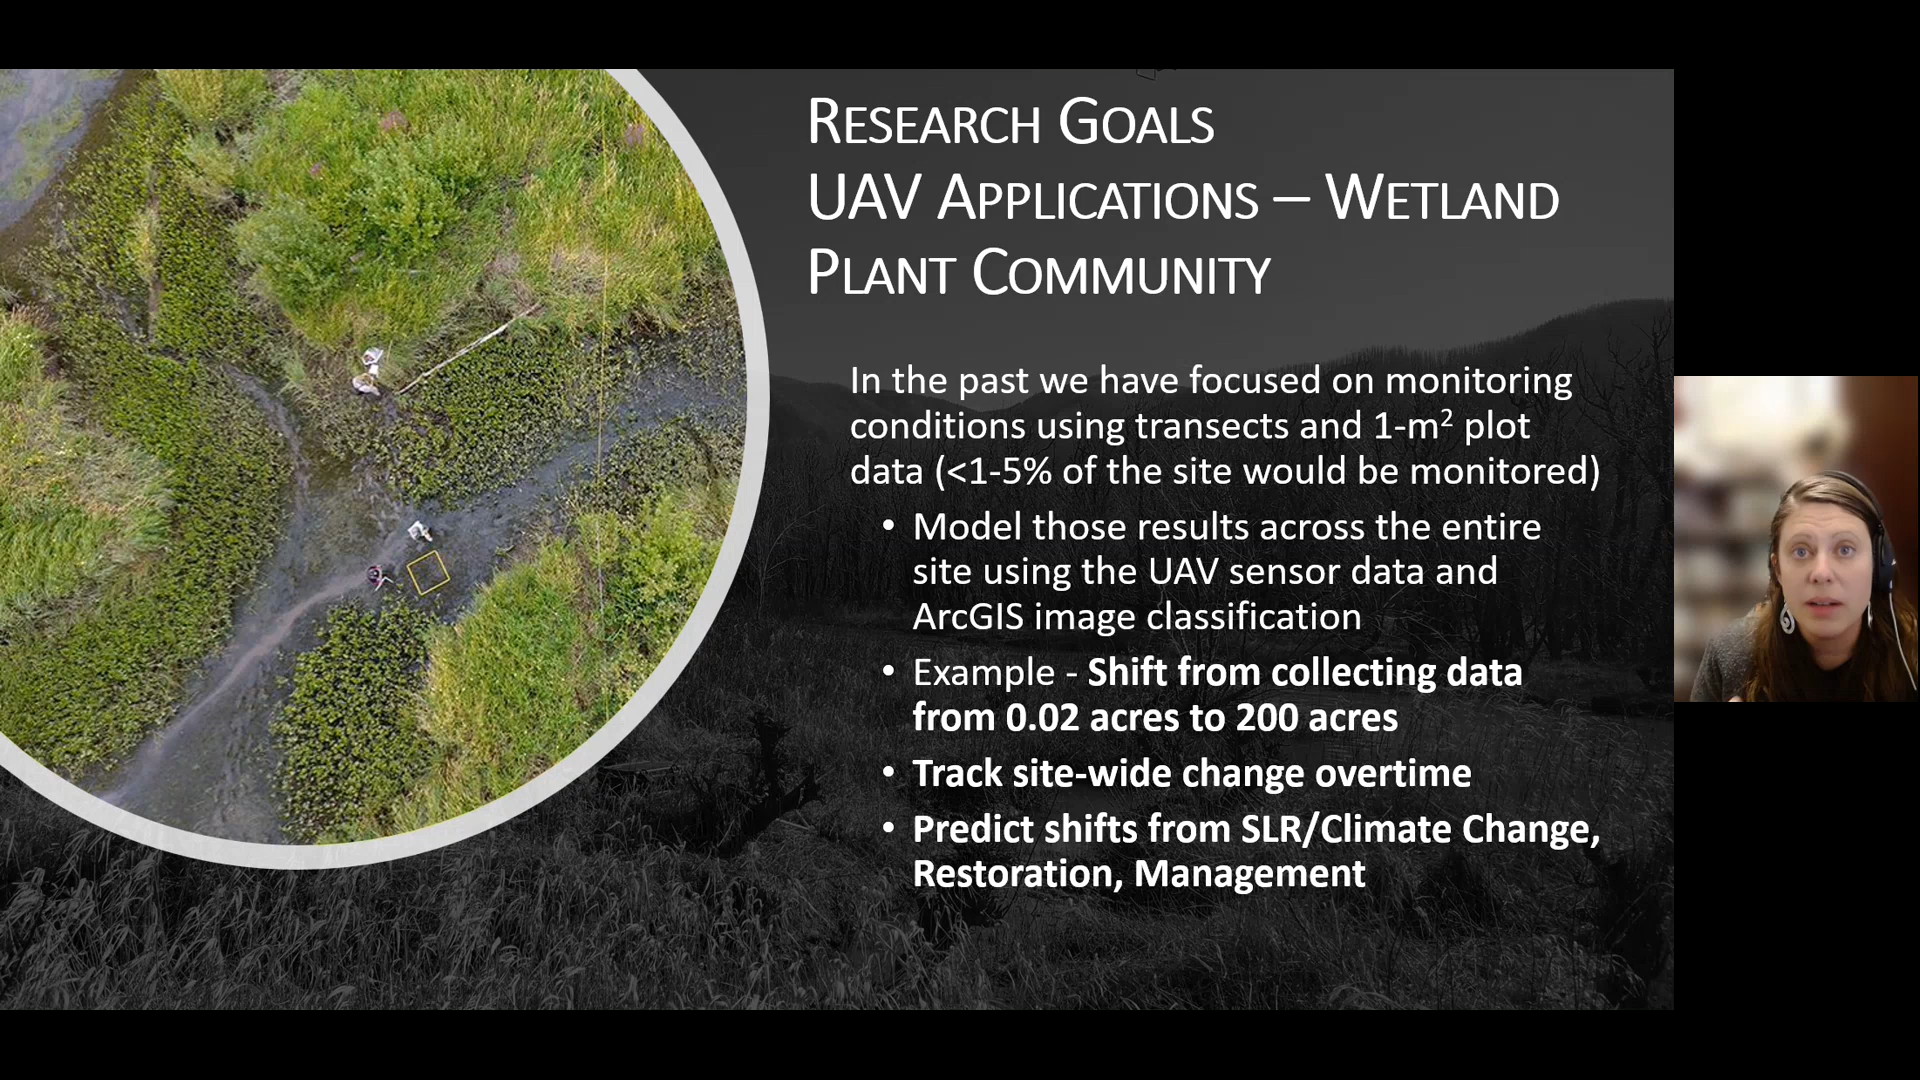 RESEARCH GOALS
UAV APPLICATIONS – WETLAND
PLANT COMMUNITY
In the past we have focused on monitoring
conditions using transects and 1-m² plot
data (<1-5% of the site would be monitored)
• Model those results across the entire
site using the UAV sensor data and
ArcGIS image classification
• Example - Shift from collecting data
from 0.02 acres to 200 acres
• Track site-wide change overtime
• Predict shifts from SLR/Climate Change,
Restoration, Management